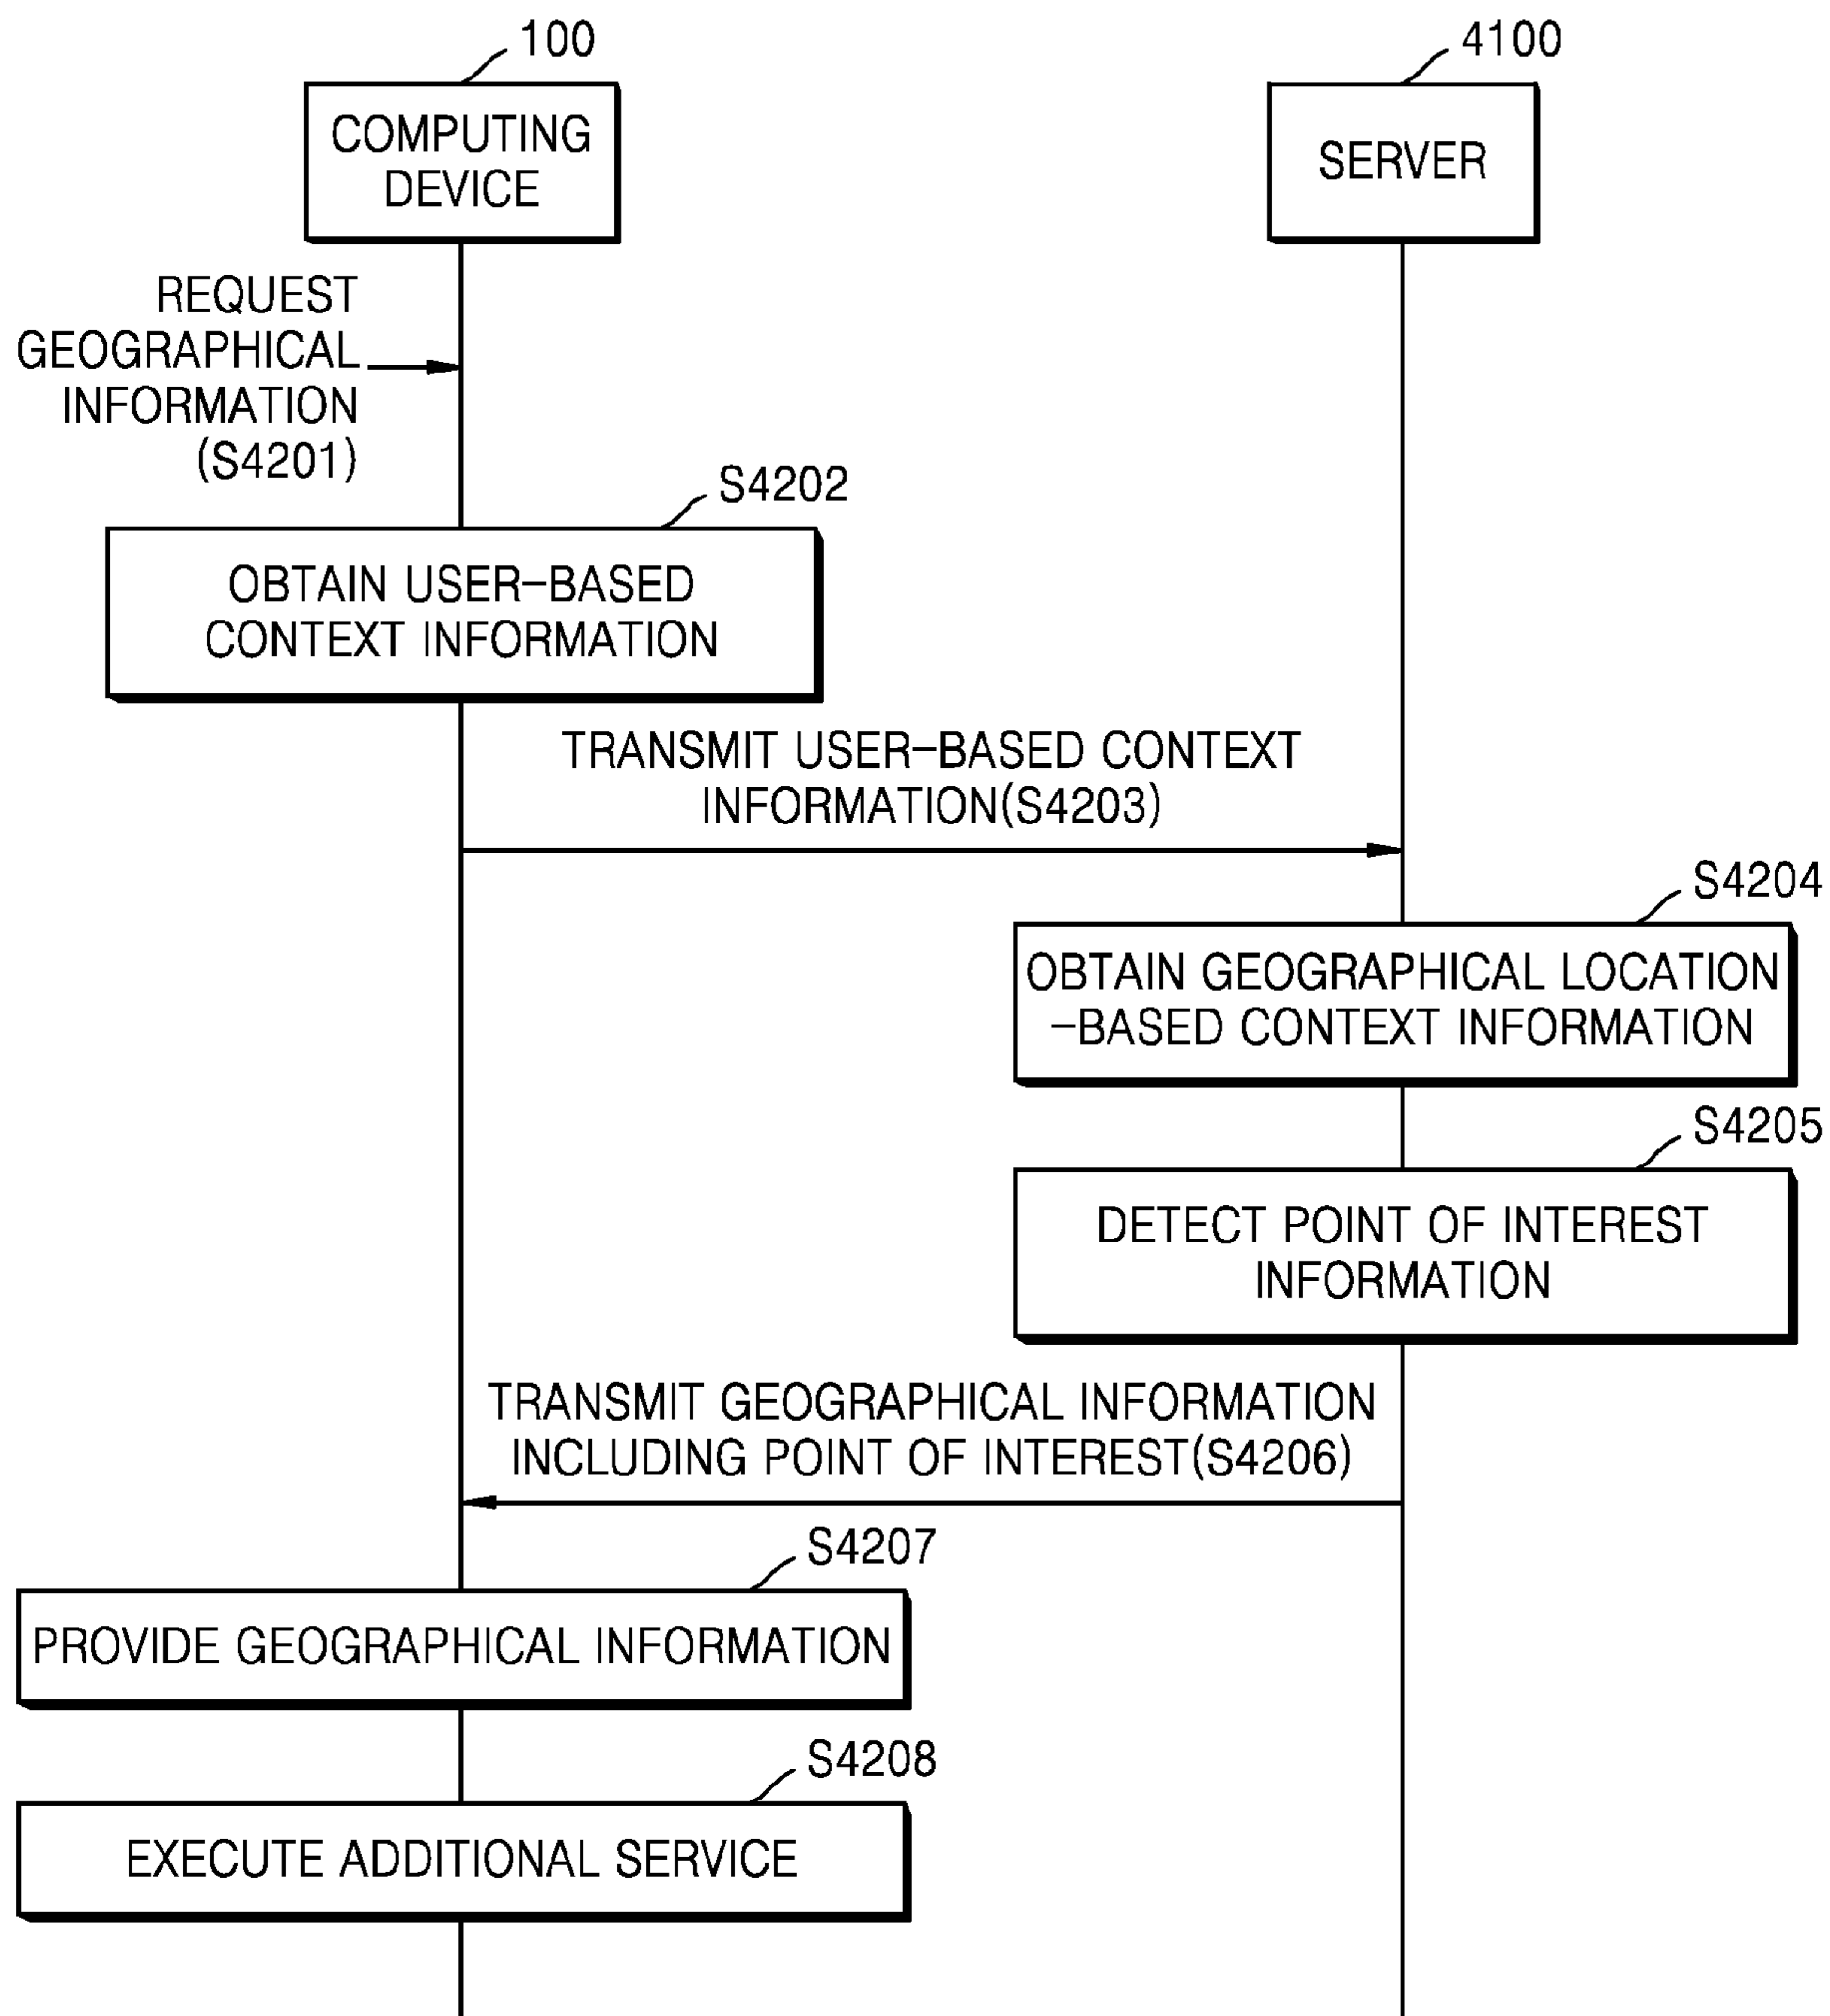 100
COMPUTING
DEVICE
4100
SERVER
REQUEST
GEOGRAPHICAL
INFORMATION
(S4201)
S4202
OBTAIN USER-BASED
CONTEXT INFORMATION
TRANSMIT USER-BASED CONTEXT
INFORMATION(S4203)
S4204
OBTAIN GEOGRAPHICAL LOCATION
-BASED CONTEXT INFORMATION
S4205
DETECT POINT OF INTEREST
INFORMATION
TRANSMIT GEOGRAPHICAL INFORMATION
INCLUDING POINT OF INTEREST(S4206)
S4207
PROVIDE GEOGRAPHICAL INFORMATION
S4208
EXECUTE ADDITIONAL SERVICE